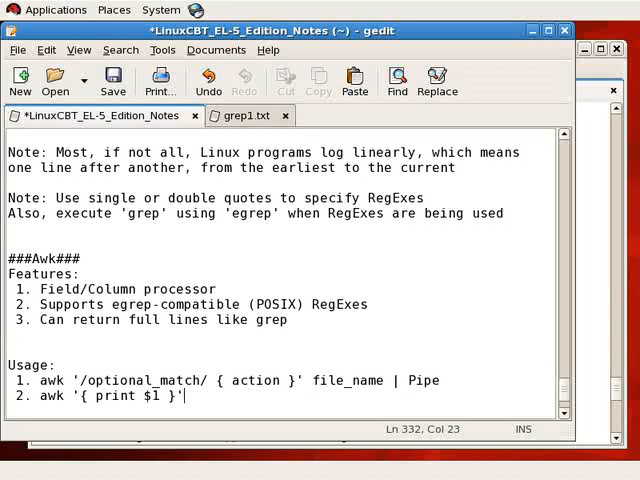 Applications Places System
*LinuxCBT_EL-5_Edition_Notes (~) - gedit
File Edit View Search Tools Documents Help
New Open Save Print... Undo Redo Cut Copy Paste Find Replace
*LinuxCBT_EL-5_Edition_Notes x grep1.txt x
Note: Most, if not all, Linux programs log linearly, which means
one line after another, from the earliest to the current
Note: Use single or double quotes to specify RegExes
Also, execute 'grep' using 'egrep' when RegExes are being used
###Awk###
Features:
1. Field/Column processor
2. Supports egrep-compatible (POSIX) RegExes
3. Can return full lines like grep
Usage:
1. awk '/optional_match/ { action }' file_name | Pipe
2. awk '{ print $1 }'
Ln 332, Col 23 INS